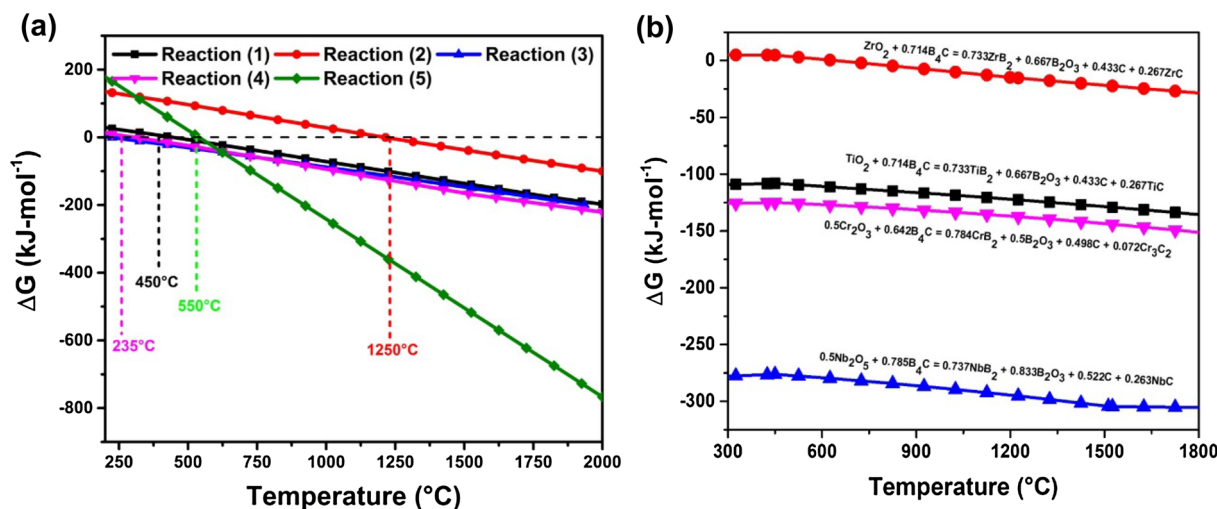 (a)
Reaction (1) Reaction (2) Reaction (3)
Reaction (4) Reaction (5)
200
0
-200
-400
-600
-800
ΔG (kJ-mol⁻¹)
450°C
550°C
235°C
1250°C
250 500 750 1000 1250 1500 1750 2000
Temperature (°C)
(b)
0
-50
-100
-150
-200
-250
-300
ΔG (kJ-mol⁻¹)
ZrO₂ + 0.714B₄C = 0.733ZrB₂ + 0.667B₂O₃ + 0.433C + 0.267ZrC
TiO₂ + 0.714B₄C = 0.733TiB₂ + 0.667B₂O₃ + 0.433C + 0.267TiC
0.5Cr₂O₃ + 0.642B₄C = 0.784CrB₂ + 0.5B₂O₃ + 0.498C + 0.072Cr₃C₂
0.5Nb₂O₅ + 0.785B₄C = 0.737NbB₂ + 0.833B₂O₃ + 0.522C + 0.263NbC
300 600 900 1200 1500 1800
Temperature (°C)